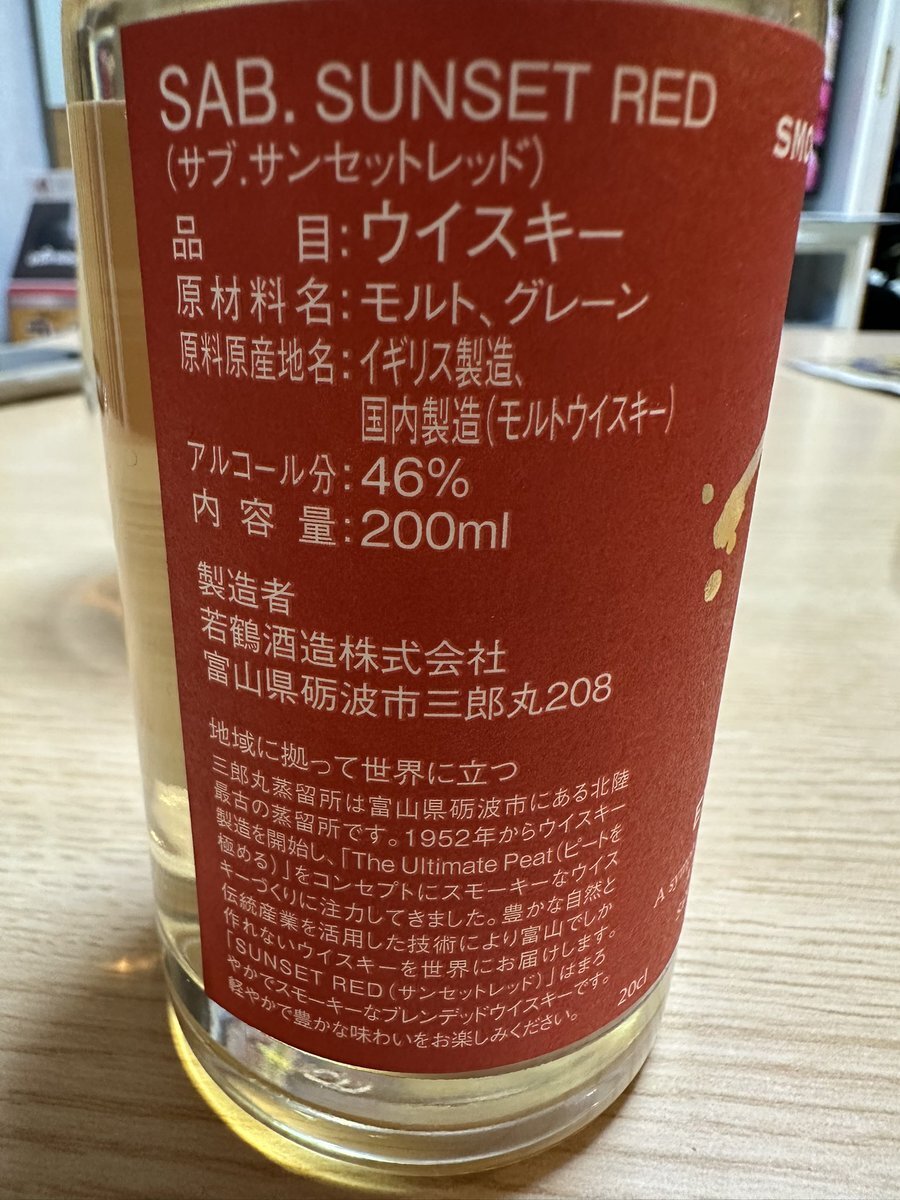 SAB. SUNSET RED
(サブ.サンセットレッド)
品 目:ウイスキー
原材料名:モルト、グレーン
原料原産地名:イギリス製造、
国内製造(モルトウイスキー)
アルコール分:46%
内容量:200ml
製造者
若鶴酒造株式会社
富山県砺波市三郎丸208
地域に拠って世界に立つ
三郎丸蒸留所は富山県砺波市にある北陸
最古の蒸留所です。1952年からウイスキー
製造を開始し、「The Ultimate Peat(ピートを
極める)」をコンセプトにスモーキーなウイス
キーづくりに注力してきました。豊かな自然と
伝統産業を活用した技術により富山でしか
作れないウイスキーを世界にお届けします。
「SUNSET RED(サンセットレッド)」はまろ
やかでスモーキーなブレンデッドウイスキーです。
軽やかで豊かな味わいをお楽しみください。
20cl